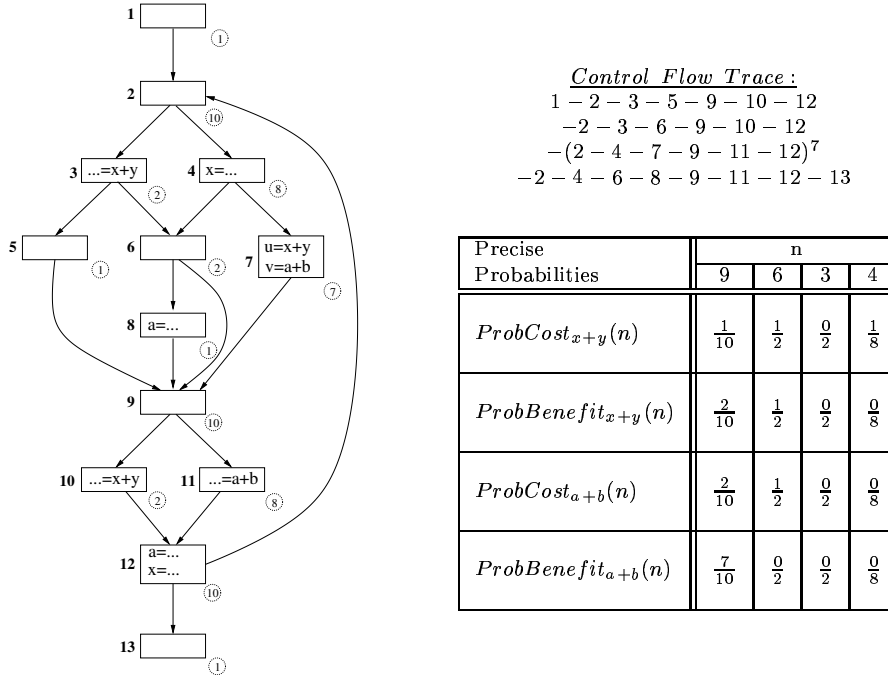 1
1
2
10
3 ...=x+y
2
4 x=...
8
5
1
6
2
7 u=x+y
v=a+b
7
8 a=...
1
9
10
10 ...=x+y
2
11 ...=a+b
8
12 a=...
x=...
10
13
1
Control Flow Trace :
1 − 2 − 3 − 5 − 9 − 10 − 12
−2 − 3 − 6 − 9 − 10 − 12
−(2 − 4 − 7 − 9 − 11 − 12)⁷
−2 − 4 − 6 − 8 − 9 − 11 − 12 − 13
Precise n
Probabilities 9 6 3 4
ProbCost_{x+y}(n) 1/10 1/2 0/2 1/8
ProbBenefit_{x+y}(n) 2/10 1/2 0/2 0/8
ProbCost_{a+b}(n) 2/10 1/2 0/2 0/8
ProbBenefit_{a+b}(n) 7/10 0/2 0/2 0/8